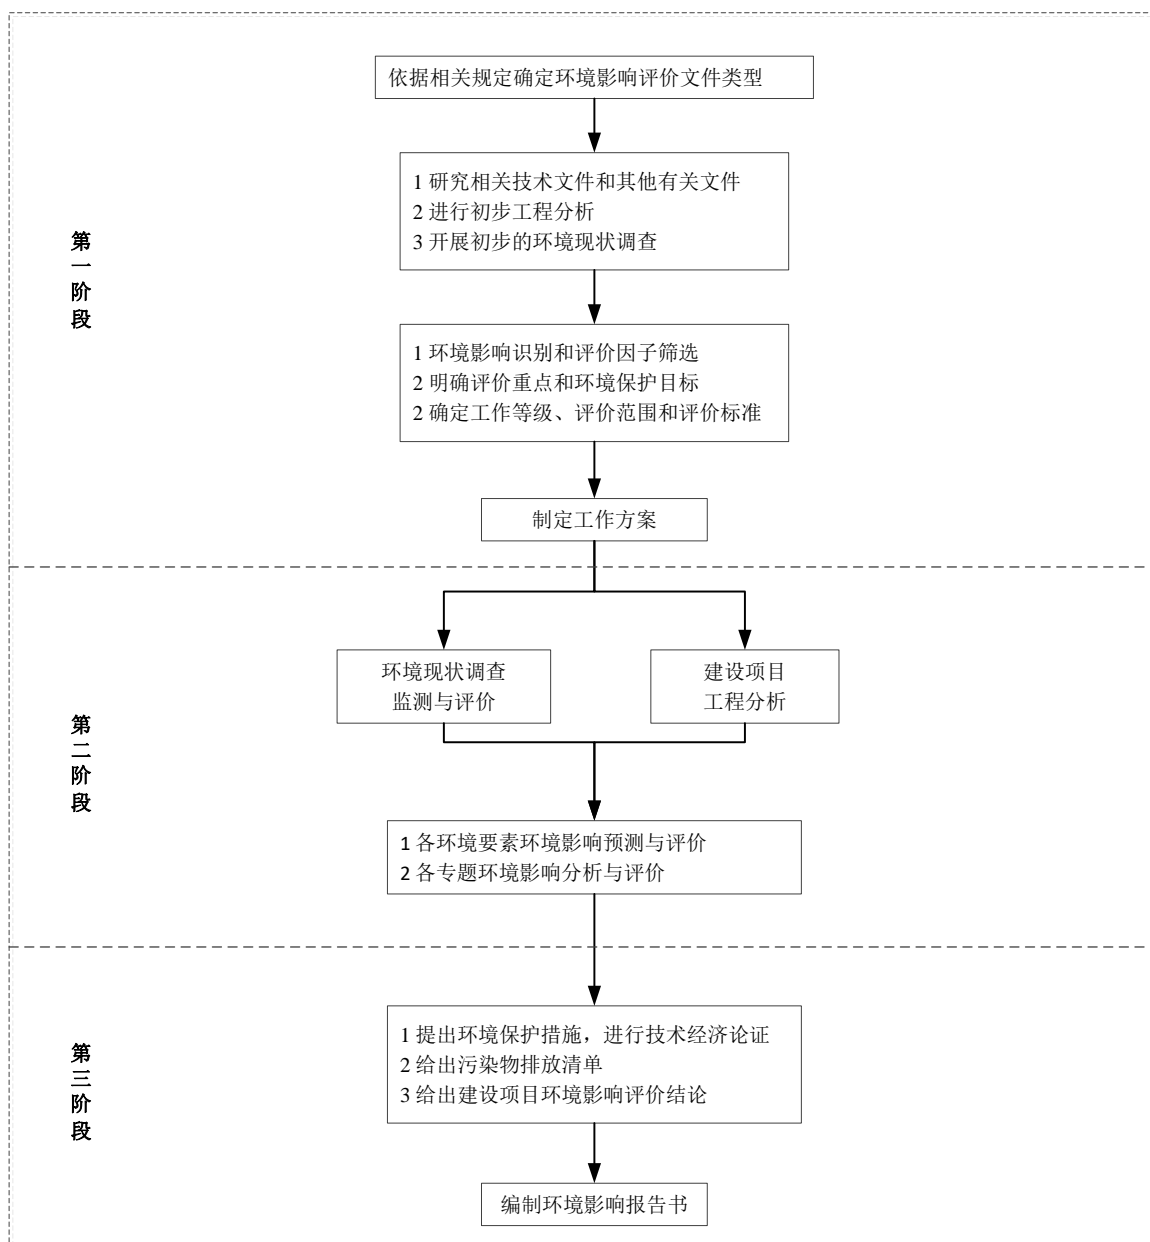 依据相关规定确定环境影响评价文件类型
第一阶段
1 研究相关技术文件和其他有关文件
2 进行初步工程分析
3 开展初步的环境现状调查
1 环境影响识别和评价因子筛选
2 明确评价重点和环境保护目标
2 确定工作等级、评价范围和评价标准
制定工作方案
第二阶段
环境现状调查
监测与评价
建设项目
工程分析
1 各环境要素环境影响预测与评价
2 各专题环境影响分析与评价
第三阶段
1 提出环境保护措施，进行技术经济论证
2 给出污染物排放清单
3 给出建设项目环境影响评价结论
编制环境影响报告书